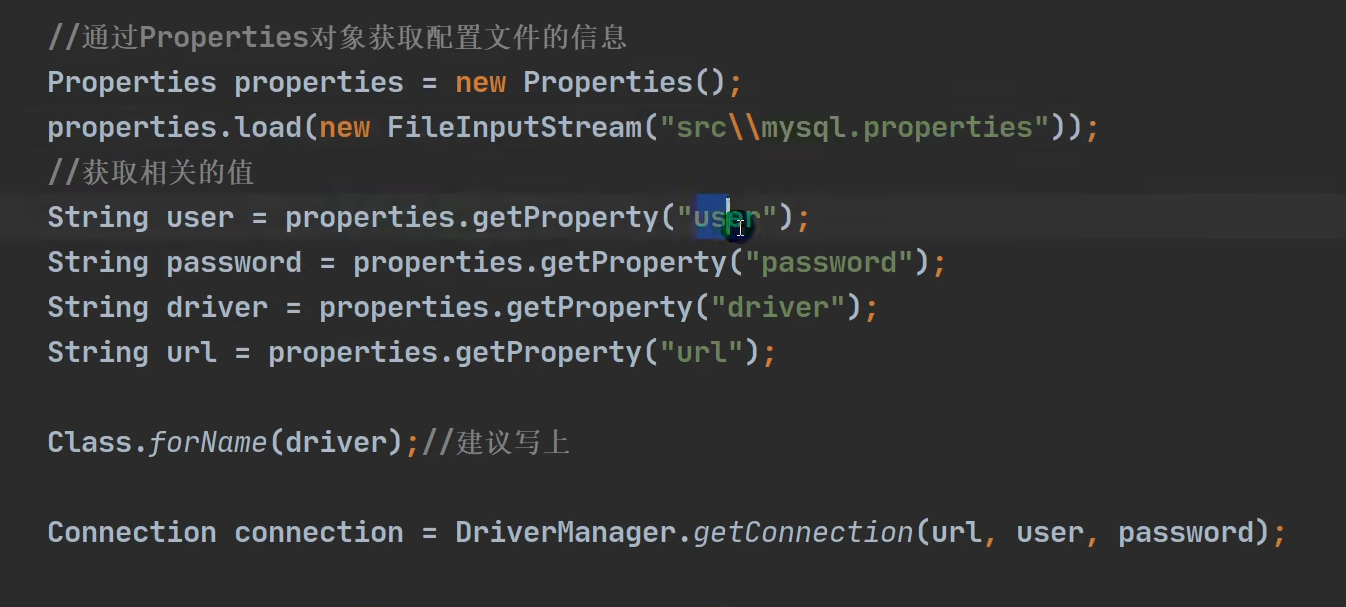 //通过Properties对象获取配置文件的信息
Properties properties = new Properties();
properties.load(new FileInputStream("src\\mysql.properties"));
//获取相关的值
String user = properties.getProperty("user");
String password = properties.getProperty("password");
String driver = properties.getProperty("driver");
String url = properties.getProperty("url");
Class.forName(driver);//建议写上
Connection connection = DriverManager.getConnection(url, user, password);